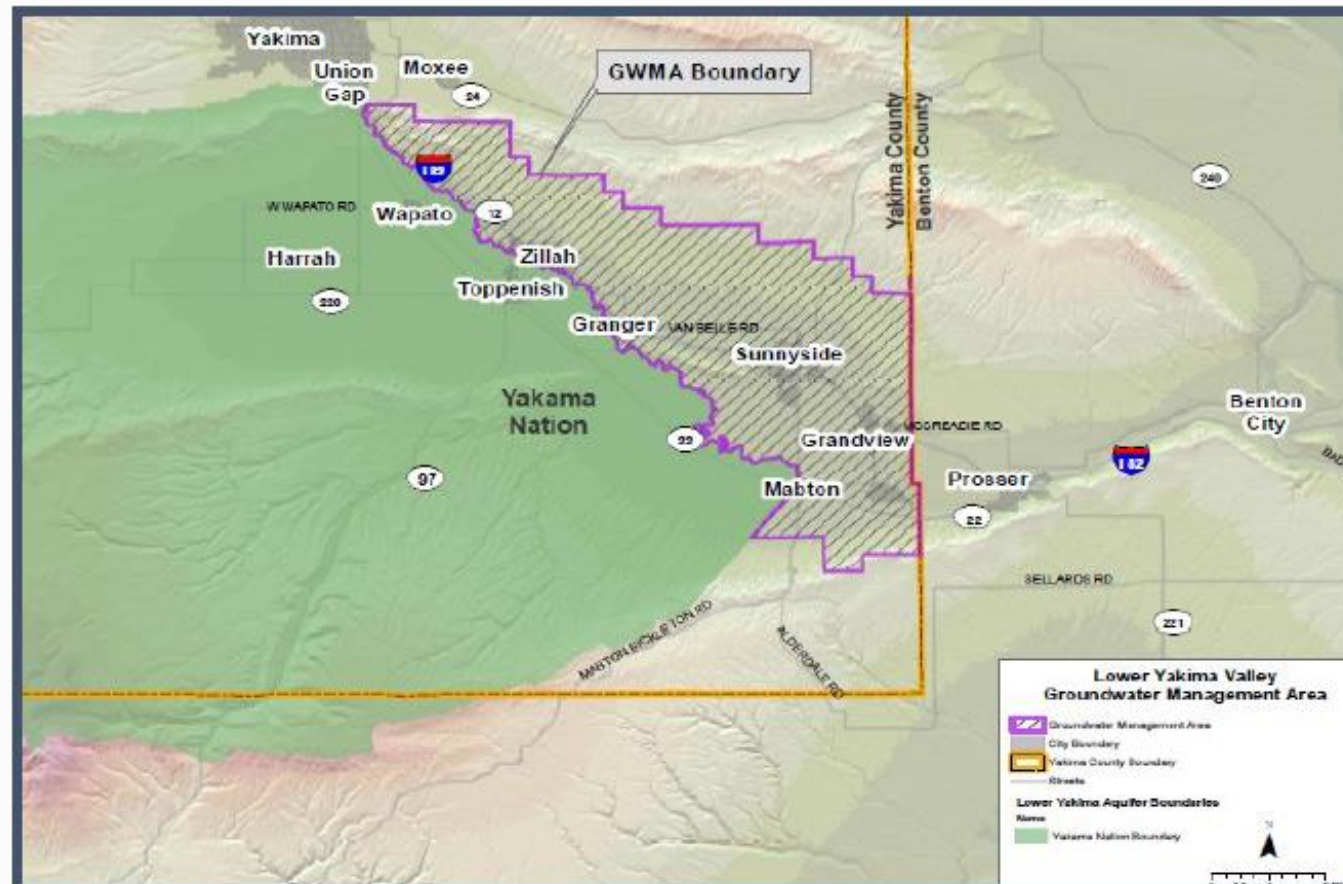 Yakima
Union
Gap
Moxee
24
GWMA Boundary
Yakima County
Benton County
240
W WAPATO RD
Wapato
12
Harrah
Zillah
220
Toppenish
Granger
VAN BELLE RD
Sunnyside
Yakama
Nation
Benton
City
22
Grandview
MCCREADIE RD
I 82
97
Mabton
Prosser
22
SELLARDS RD
MABTON BICKLETON RD
ALDERDALE RD
221
Lower Yakima Valley
Groundwater Management Area
Groundwater Management Area
City Boundary
Yakima County Boundary
Streets
Lower Yakima Aquifer Boundaries
Name
Yakama Nation Boundary
N